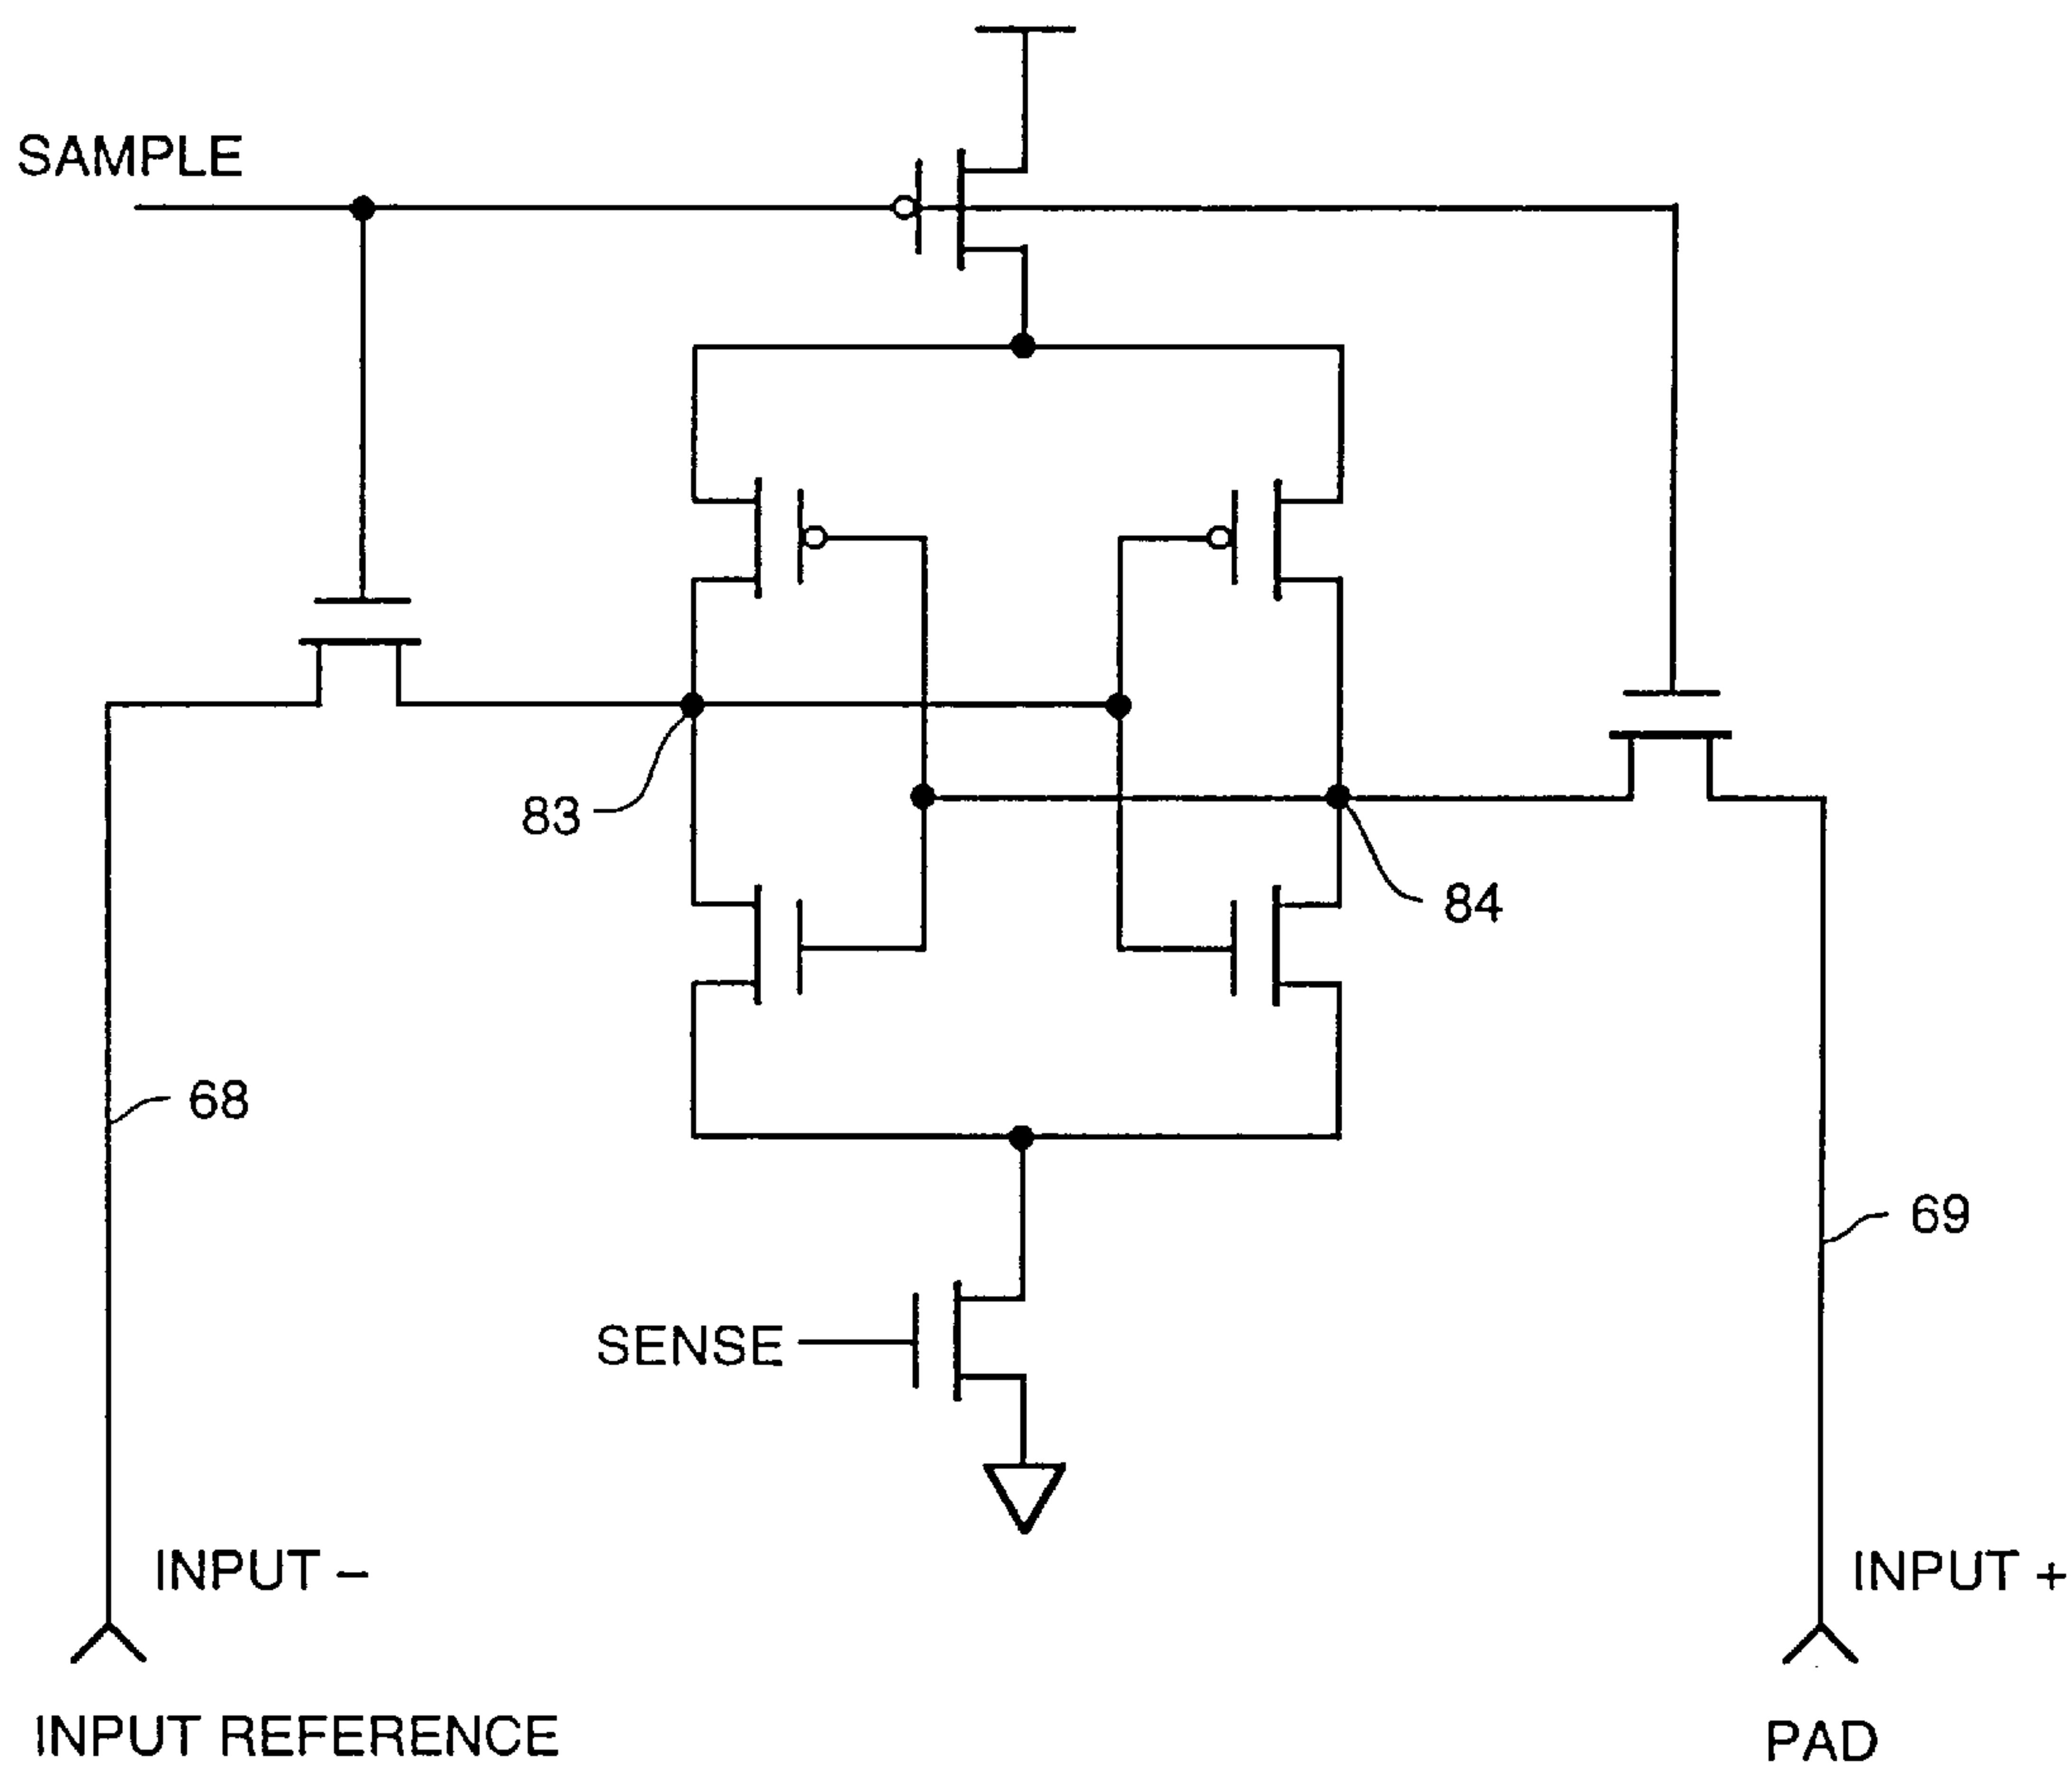 SAMPLE
83
84
68
69
SENSE
INPUT –
INPUT +
INPUT REFERENCE
PAD